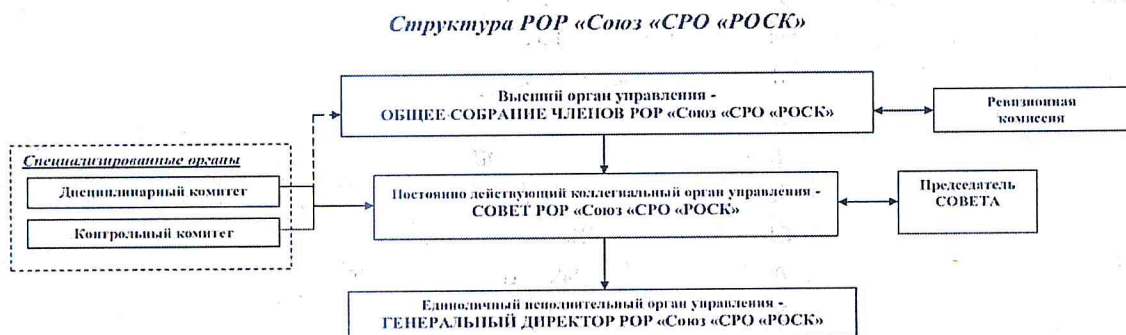 Структура РОР «Союз «СРО «РОСК»
Высший орган управления -
ОБЩЕЕ СОБРАНИЕ ЧЛЕНОВ РОР «Союз «СРО «РОСК»
Ревизионная
комиссия
Специализированные органы
Дисциплинарный комитет
Контрольный комитет
Постоянно действующий коллегиальный орган управления -
СОВЕТ РОР «Союз «СРО «РОСК»
Председатель
СОВЕТА
Единоличный исполнительный орган управления -
ГЕНЕРАЛЬНЫЙ ДИРЕКТОР РОР «Союз «СРО «РОСК»